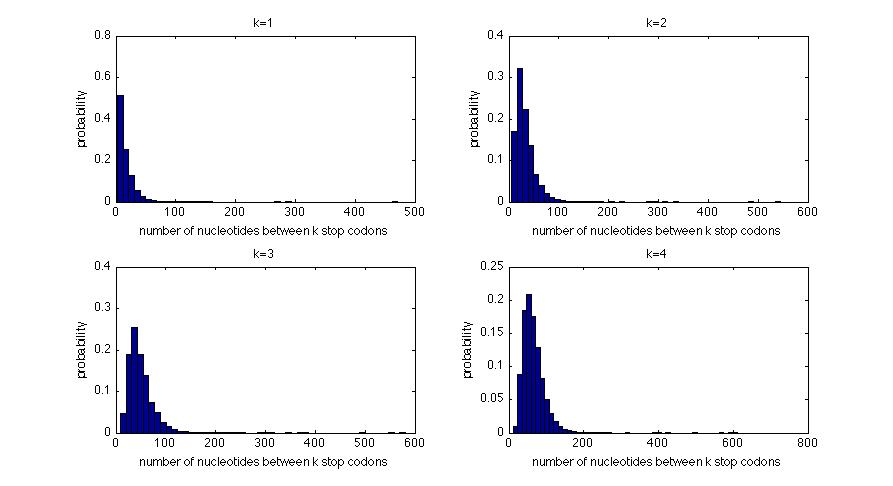 k=1
0.8
0.6
0.4
0.2
0
probability
0 100 200 300 400 500
number of nucleotides between k stop codons
k=2
0.4
0.3
0.2
0.1
0
probability
0 100 200 300 400 500 600
number of nucleotides between k stop codons
k=3
0.4
0.3
0.2
0.1
0
probability
0 100 200 300 400 500 600
number of nucleotides between k stop codons
k=4
0.25
0.2
0.15
0.1
0.05
0
probability
0 200 400 600 800
number of nucleotides between k stop codons